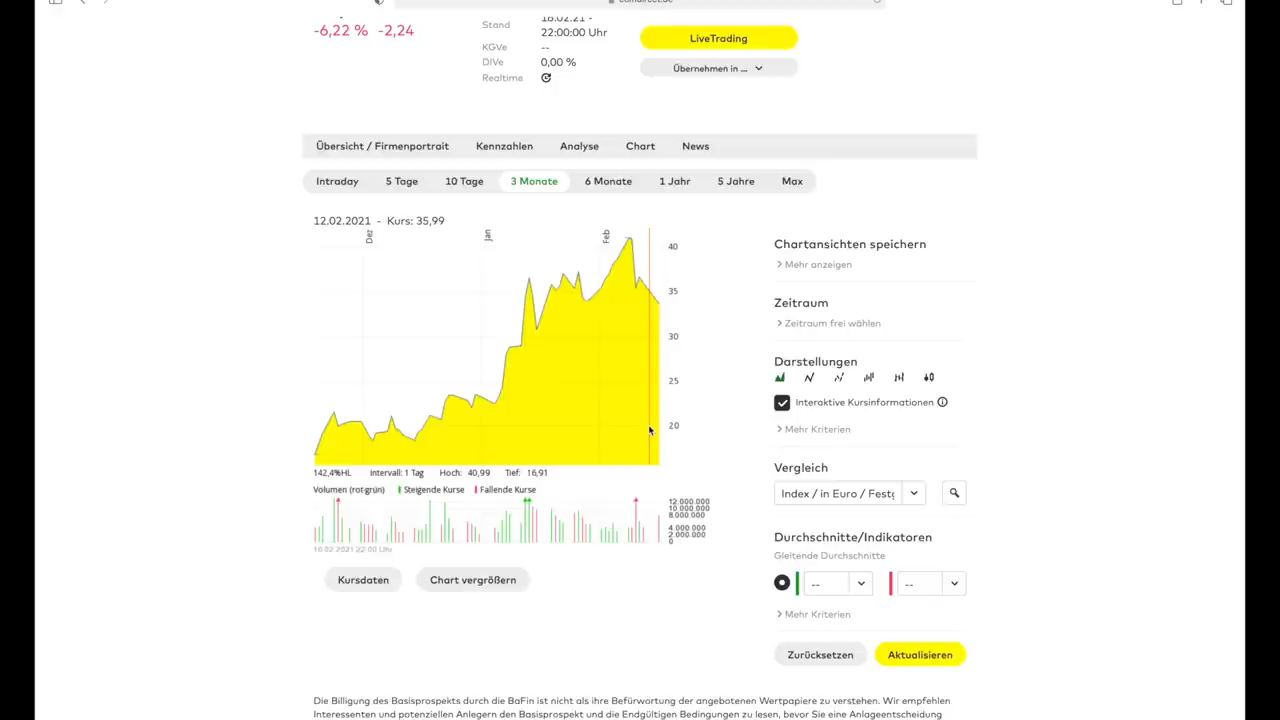 -6,22 % -2,24
Stand
16.02.21 -
22:00:00 Uhr
KGVe
--
DIVe
0,00 %
Realtime
LiveTrading
Übernehmen in ...
Übersicht / Firmenportrait Kennzahlen Analyse Chart News
Intraday 5 Tage 10 Tage 3 Monate 6 Monate 1 Jahr 5 Jahre Max
12.02.2021 - Kurs: 35,99
Dez
Jan
Feb
40
35
30
25
20
142,4%HL Intervall: 1 Tag Hoch: 40,99 Tief: 16,91
Volumen (rot-grün) Steigende Kurse Fallende Kurse
12.000.000
10.000.000
8.000.000
4.000.000
2.000.000
0
16.02.2021 22:00 Uhr
Kursdaten Chart vergrößern
Chartansichten speichern
Mehr anzeigen
Zeitraum
Zeitraum frei wählen
Darstellungen
Interaktive Kursinformationen
Mehr Kriterien
Vergleich
Index / in Euro / Festg
Durchschnitte/Indikatoren
Gleitende Durchschnitte
-- --
Mehr Kriterien
Zurücksetzen Aktualisieren
Die Billigung des Basisprospekts durch die BaFin ist nicht als ihre Befürwortung der angebotenen Wertpapiere zu verstehen. Wir empfehlen
Interessenten und potenziellen Anlegern den Basisprospekt und die Endgültigen Bedingungen zu lesen, bevor Sie eine Anlageentscheidung